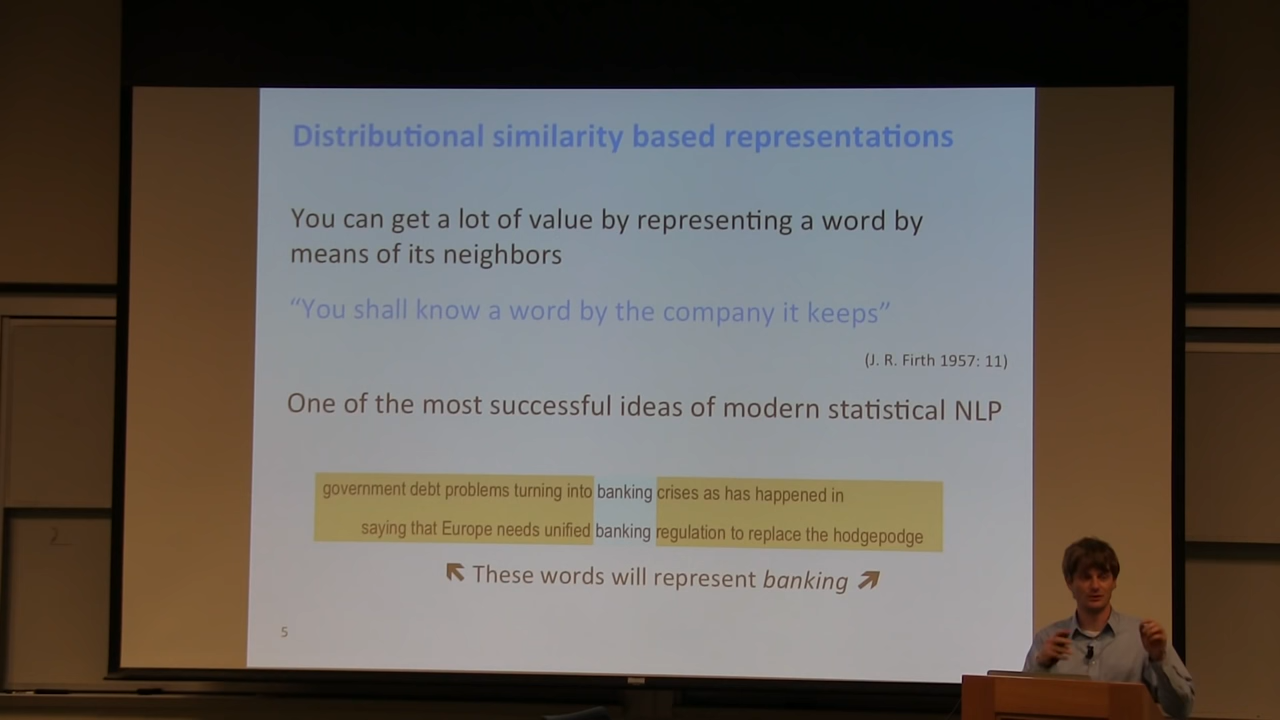 Distributional similarity based representations
You can get a lot of value by representing a word by
means of its neighbors
“You shall know a word by the company it keeps”
(J. R. Firth 1957: 11)
One of the most successful ideas of modern statistical NLP
government debt problems turning into banking crises as has happened in
saying that Europe needs unified banking regulation to replace the hodgepodge
These words will represent banking
5
2